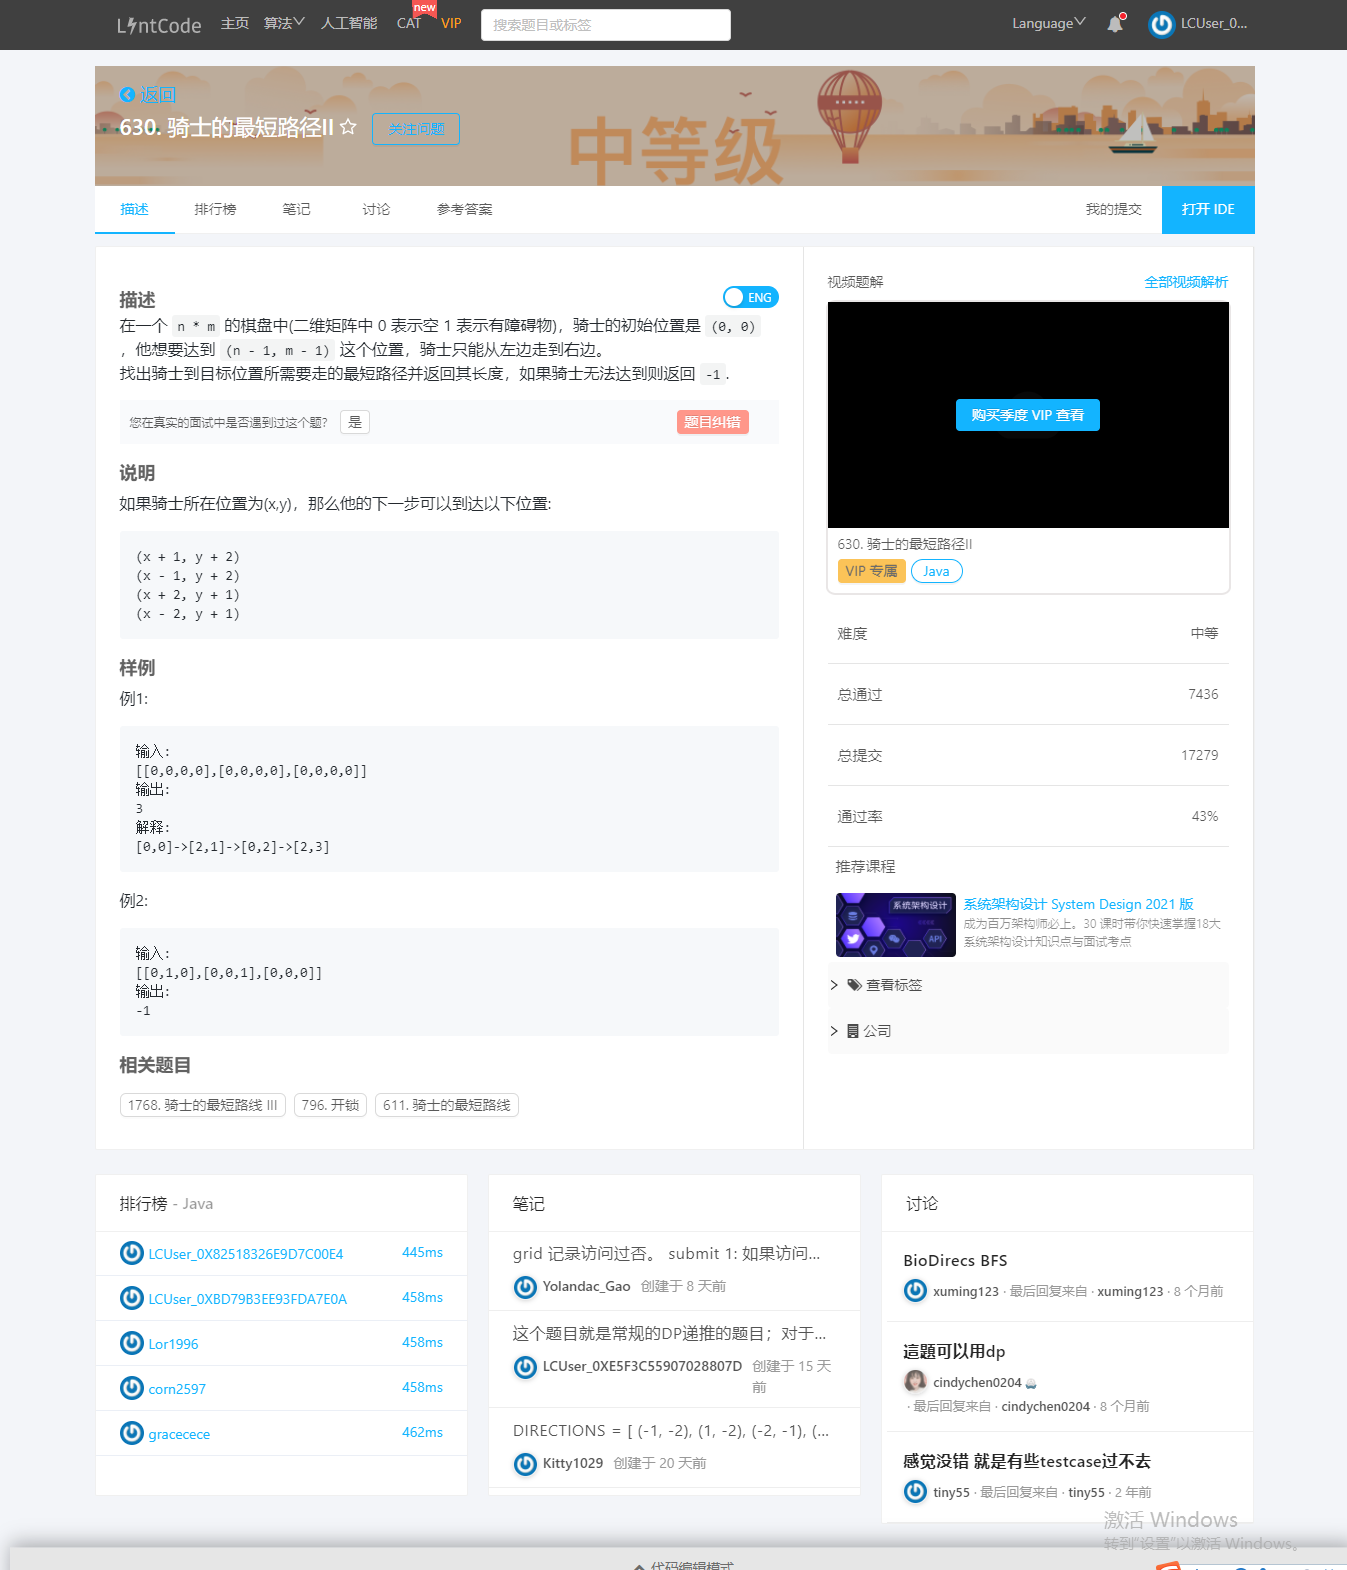 LintCode 主页 算法 人工智能 CAT new VIP 搜索题目或标签 Language LCUser_0...
返回
630. 骑士的最短路径II 关注问题
中等级
描述 排行榜 笔记 讨论 参考答案 我的提交 打开 IDE
描述 ENG
在一个 n * m 的棋盘中(二维矩阵中 0 表示空 1 表示有障碍物)，骑士的初始位置是 (0, 0)
，他想要达到 (n - 1, m - 1) 这个位置，骑士只能从左边走到右边。
找出骑士到目标位置所需要走的最短路径并返回其长度，如果骑士无法达到则返回 -1.
您在真实的面试中是否遇到过这个题? 是 题目纠错
说明
如果骑士所在位置为(x,y)，那么他的下一步可以到达以下位置:
(x + 1, y + 2)
(x - 1, y + 2)
(x + 2, y + 1)
(x - 2, y + 1)
样例
例1:
输入:
[[0,0,0,0],[0,0,0,0],[0,0,0,0]]
输出:
3
解释:
[0,0]->[2,1]->[0,2]->[2,3]
例2:
输入:
[[0,1,0],[0,0,1],[0,0,0]]
输出:
-1
相关题目
1768. 骑士的最短路线 III 796. 开锁 611. 骑士的最短路线
视频题解 全部视频解析
购买季度 VIP 查看
630. 骑士的最短路径II
VIP 专属 Java
难度 中等
总通过 7436
总提交 17279
通过率 43%
推荐课程
系统架构设计
API
系统架构设计 System Design 2021 版
成为百万架构师必上。30 课时带你快速掌握18大
系统架构设计知识点与面试考点
查看标签
公司
排行榜 - Java
LCUser_0X82518326E9D7C00E4 445ms
LCUser_0XBD79B3EE93FDA7E0A 458ms
Lor1996 458ms
corn2597 458ms
gracecece 462ms
笔记
grid 记录访问过否。 submit 1: 如果访问...
Yolandac_Gao 创建于 8 天前
这个题目就是常规的DP递推的题目；对于...
LCUser_0XE5F3C55907028807D 创建于 15 天
前
DIRECTIONS = [ (-1, -2), (1, -2), (-2, -1), (...
Kitty1029 创建于 20 天前
讨论
BioDirecs BFS
xuming123 · 最后回复来自 · xuming123 · 8 个月前
這題可以用dp
cindychen0204
· 最后回复来自 · cindychen0204 · 8 个月前
感觉没错 就是有些testcase过不去
tiny55 · 最后回复来自 · tiny55 · 2 年前
激活 Windows
转到"设置"以激活 Windows。
代码编辑模式